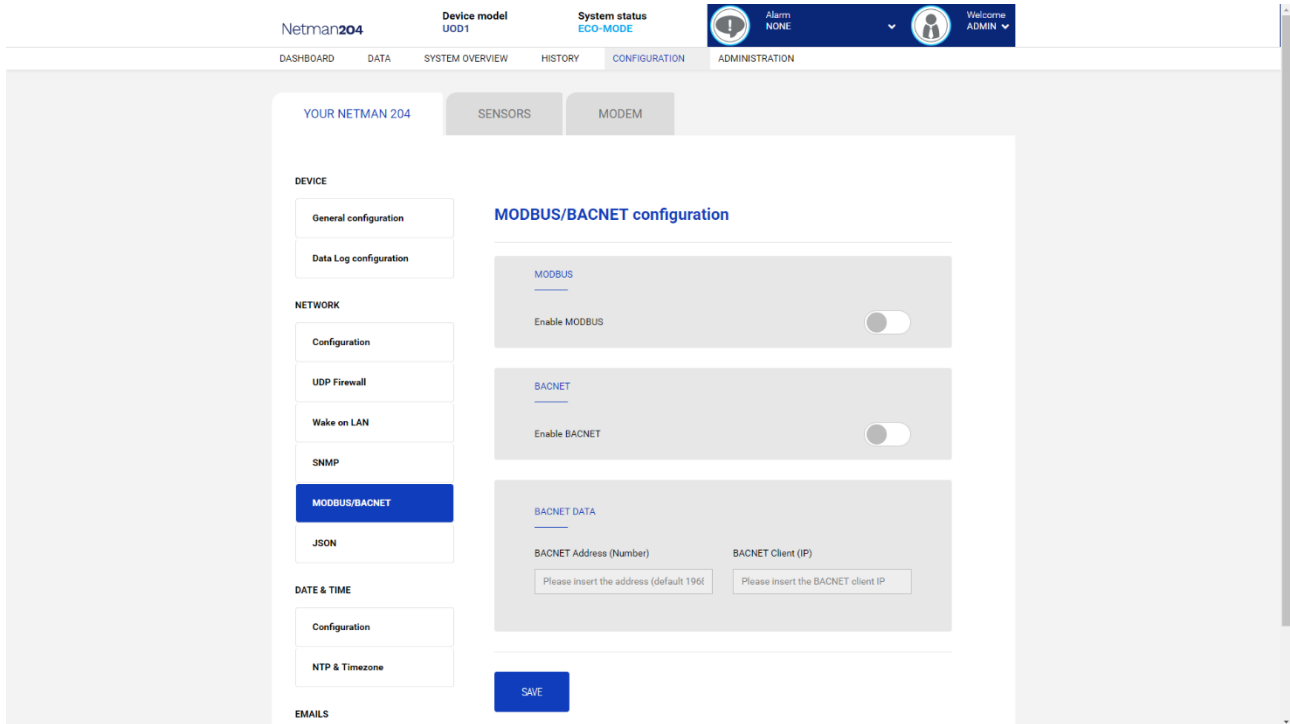 Netman204
Device model
UOD1
System status
ECO-MODE
Alarm
NONE
Welcome
ADMIN
DASHBOARD DATA SYSTEM OVERVIEW HISTORY CONFIGURATION ADMINISTRATION
YOUR NETMAN 204 SENSORS MODEM
DEVICE
General configuration
Data Log configuration
NETWORK
Configuration
UDP Firewall
Wake on LAN
SNMP
MODBUS/BACNET
JSON
DATE & TIME
Configuration
NTP & Timezone
EMAILS
MODBUS/BACNET configuration
MODBUS
Enable MODBUS
BACNET
Enable BACNET
BACNET DATA
BACNET Address (Number) BACNET Client (IP)
Please insert the address (default 1968 Please insert the BACNET client IP
SAVE